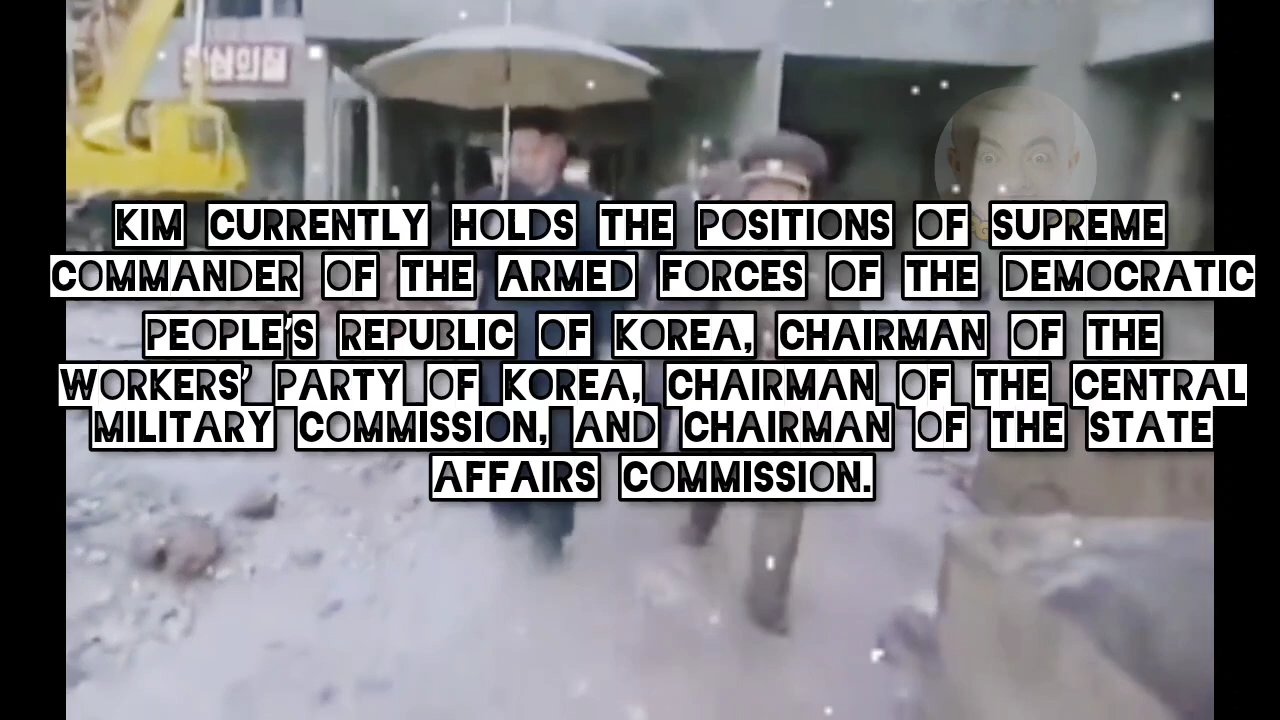 KIM CURRENTLY HOLDS THE POSITIONS OF SUPREME
COMMANDER OF THE ARMED FORCES OF THE DEMOCRATIC
PEOPLE'S REPUBLIC OF KOREA, CHAIRMAN OF THE
WORKERS' PARTY OF KOREA, CHAIRMAN OF THE CENTRAL
MILITARY COMMISSION, AND CHAIRMAN OF THE STATE
AFFAIRS COMMISSION.